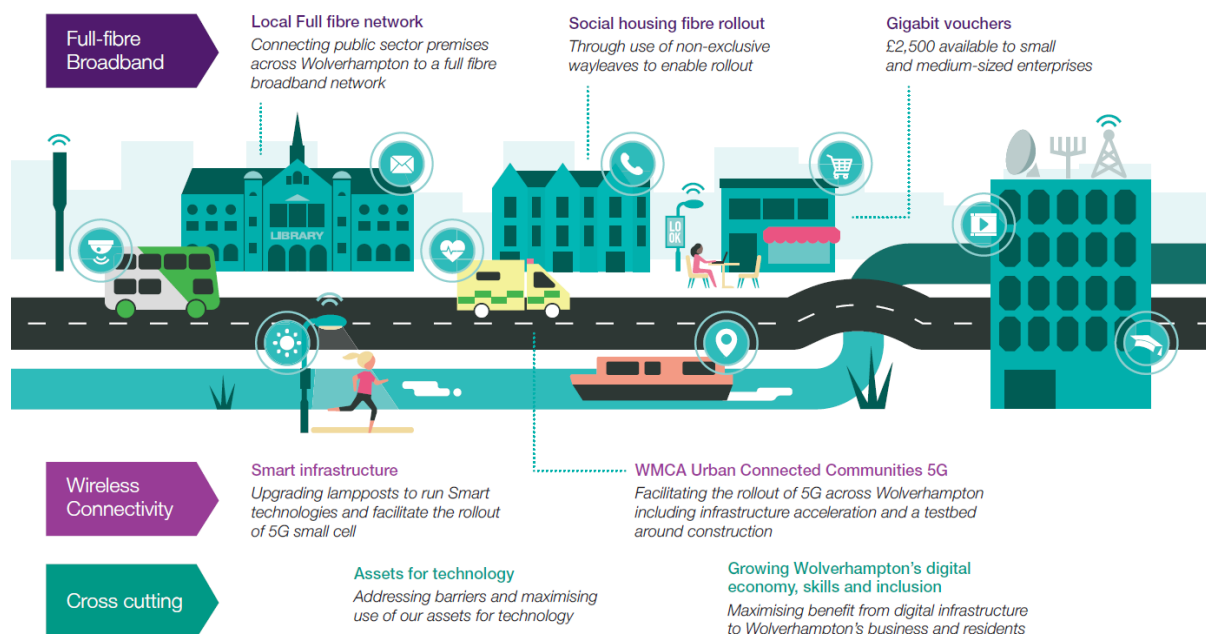 Full-fibre
Broadband
Local Full fibre network
Connecting public sector premises
across Wolverhampton to a full fibre
broadband network
Social housing fibre rollout
Through use of non-exclusive
wayleaves to enable rollout
Gigabit vouchers
£2,500 available to small
and medium-sized enterprises
LIBRARY
LO
OK
Wireless
Connectivity
Smart infrastructure
Upgrading lampposts to run Smart
technologies and facilitate the rollout
of 5G small cell
WMCA Urban Connected Communities 5G
Facilitating the rollout of 5G across Wolverhampton
including infrastructure acceleration and a testbed
around construction
Cross cutting
Assets for technology
Addressing barriers and maximising
use of our assets for technology
Growing Wolverhampton's digital
economy, skills and inclusion
Maximising benefit from digital infrastructure
to Wolverhampton's business and residents